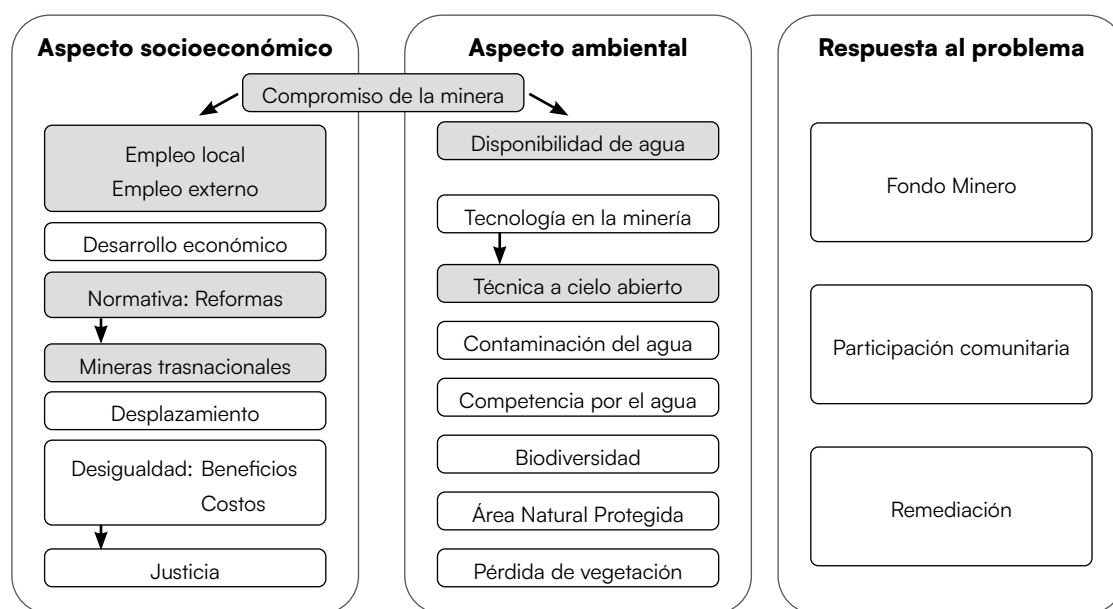 Aspecto socioeconómico
Aspecto ambiental
Respuesta al problema
Compromiso de la minera
Empleo local
Empleo externo
Desarrollo económico
Normativa: Reformas
Mineras trasnacionales
Desplazamiento
Desigualdad: Beneficios
Costos
Justicia
Disponibilidad de agua
Tecnología en la minería
Técnica a cielo abierto
Contaminación del agua
Competencia por el agua
Biodiversidad
Área Natural Protegida
Pérdida de vegetación
Fondo Minero
Participación comunitaria
Remediación